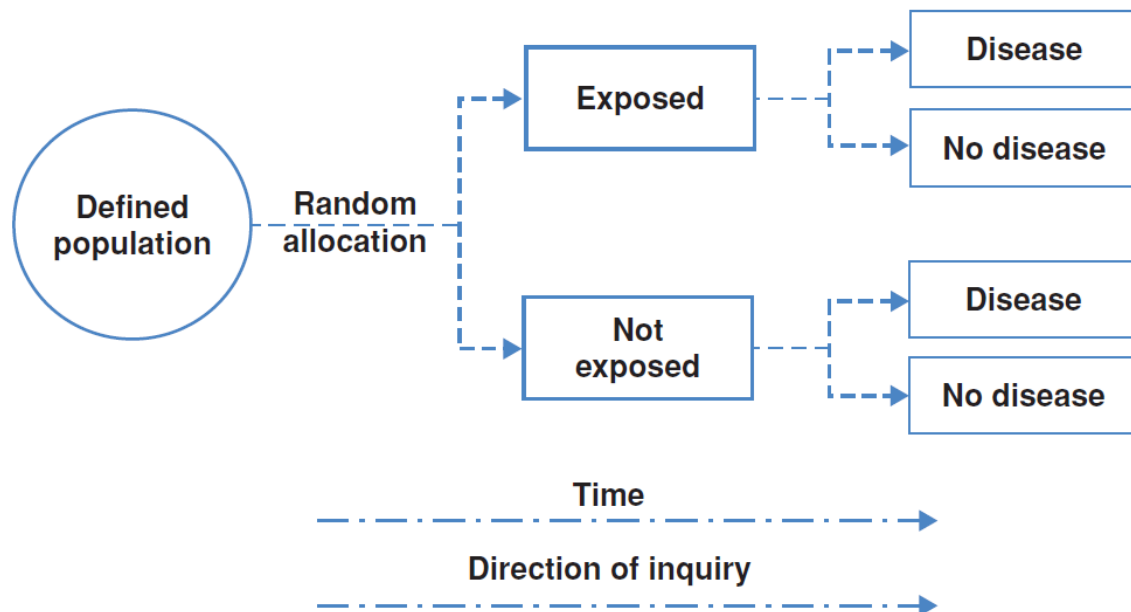 Defined
population
Random
allocation
Exposed
Disease
No disease
Not
exposed
Disease
No disease
Time
Direction of inquiry